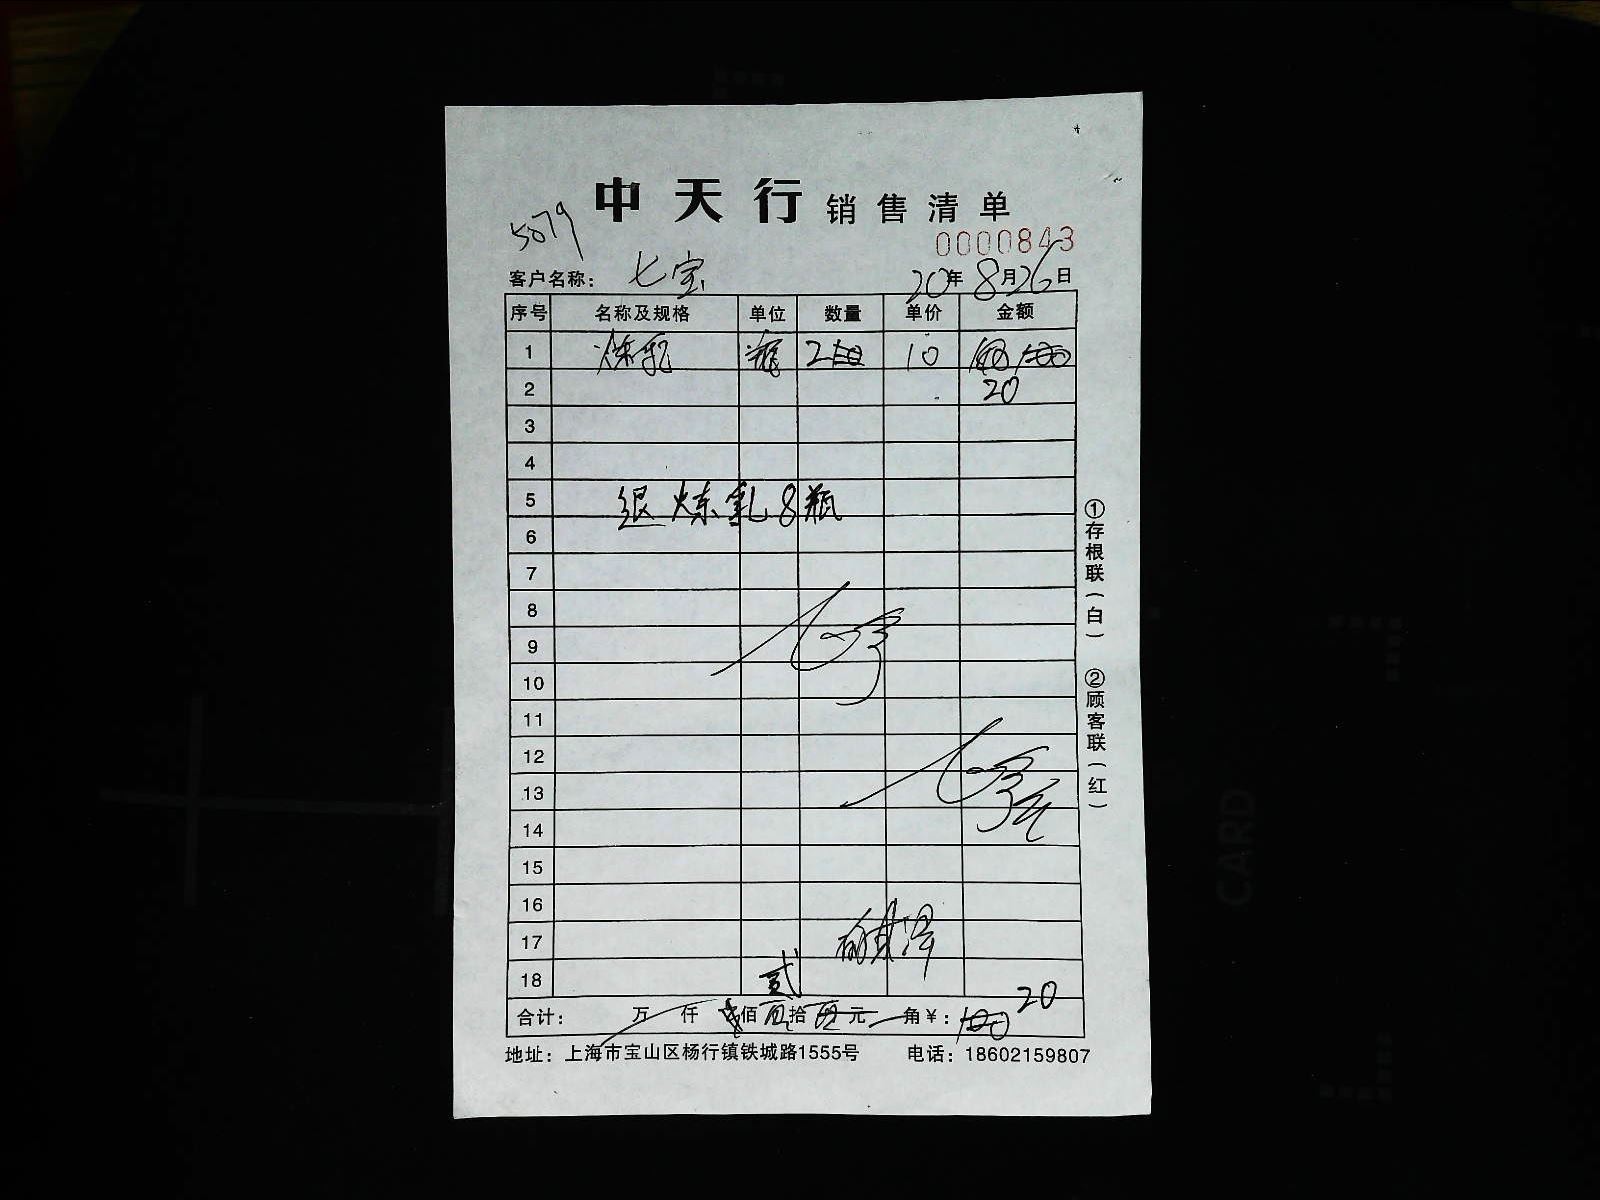 中天行销售清单
5079
0000843
客户名称： 七宝 20年8月26日
序号 名称及规格 单位 数量 单价 金额
1 炼乳 瓶 2 10
2 20
3
4
5 退炼乳8瓶
6
7
8
9
10
11
12
13
14
15
16
17
18 贰
20
合计： 万 仟 佰 拾 元 角￥： 100
地址：上海市宝山区杨行镇铁城路1555号 电话：18602159807
①存根联（白）
②顾客联（红）
CARD